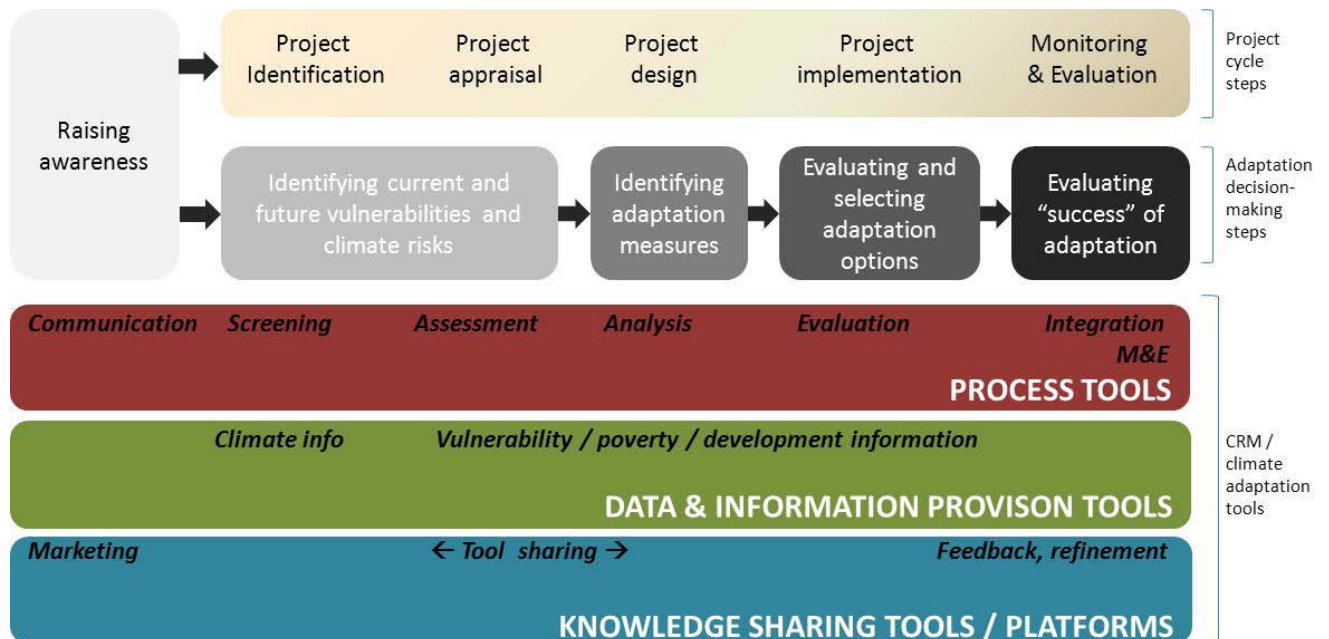 Raising
awareness
Project
Identification
Project
appraisal
Project
design
Project
implementation
Monitoring
& Evaluation
Project
cycle
steps
Identifying current and
future vulnerabilities and
climate risks
Identifying
adaptation
measures
Evaluating and
selecting
adaptation
options
Evaluating
“success” of
adaptation
Adaptation
decision-
making
steps
Communication Screening Assessment Analysis Evaluation Integration
M&E
PROCESS TOOLS
Climate info Vulnerability / poverty / development information
DATA & INFORMATION PROVISON TOOLS
CRM /
climate
adaptation
tools
Marketing ← Tool sharing → Feedback, refinement
KNOWLEDGE SHARING TOOLS / PLATFORMS